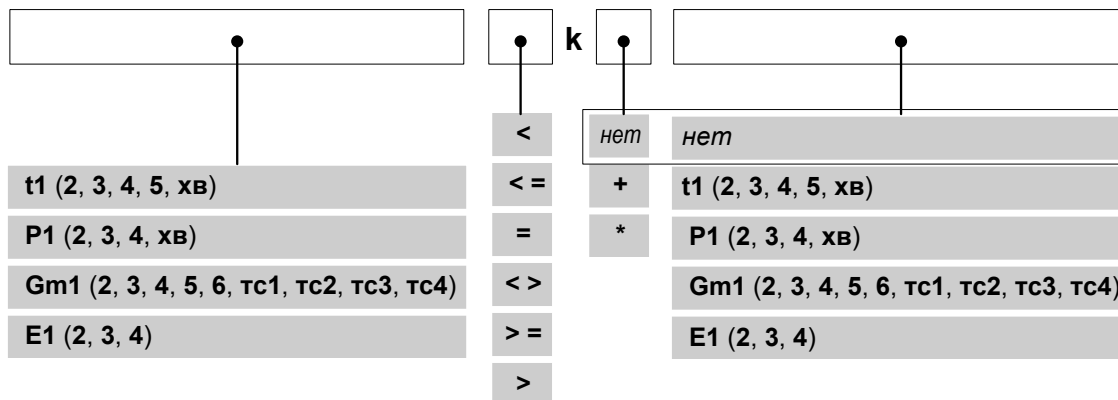 k
< нет нет
t1 (2, 3, 4, 5, хв) < = + t1 (2, 3, 4, 5, хв)
P1 (2, 3, 4, хв) = * P1 (2, 3, 4, хв)
Gm1 (2, 3, 4, 5, 6, тс1, тс2, тс3, тс4) < > Gm1 (2, 3, 4, 5, 6, тс1, тс2, тс3, тс4)
E1 (2, 3, 4) > = E1 (2, 3, 4)
>